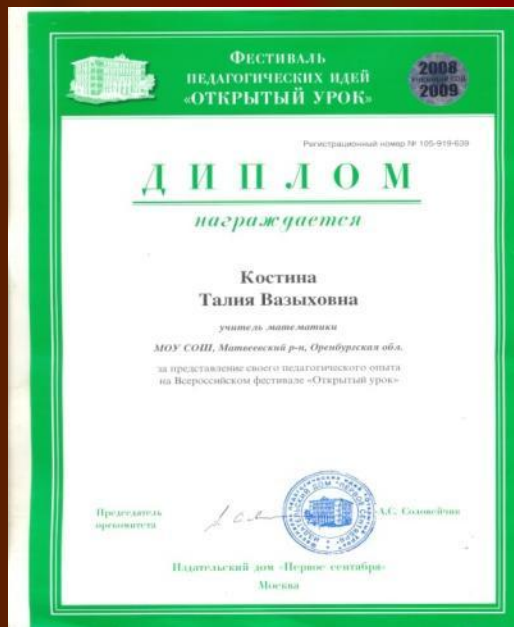 ФЕСТИВАЛЬ
ПЕДАГОГИЧЕСКИХ ИДЕЙ
«ОТКРЫТЫЙ УРОК»
2008
2009
Регистрационный номер № 105-919-639
ДИПЛОМ
награждается
Костина
Талия Вазыховна
учитель математики
МОУ СОШ, Матвеевский р-н, Оренбургская обл.
за представление своего педагогического опыта
на Всероссийском фестивале «Открытый урок»
Председатель
оргкомитета
А.С. Соловейчик
Издательский дом «Первое сентября»
Москва